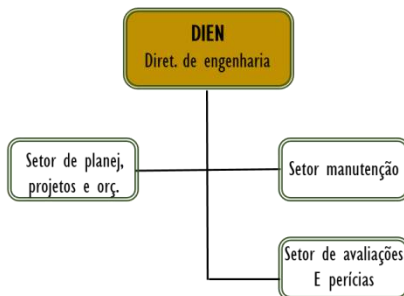 DIEN
Diret. de engenharia
Setor de planej,
projetos e orç.
Setor manutenção
Setor de avaliações
E perícias